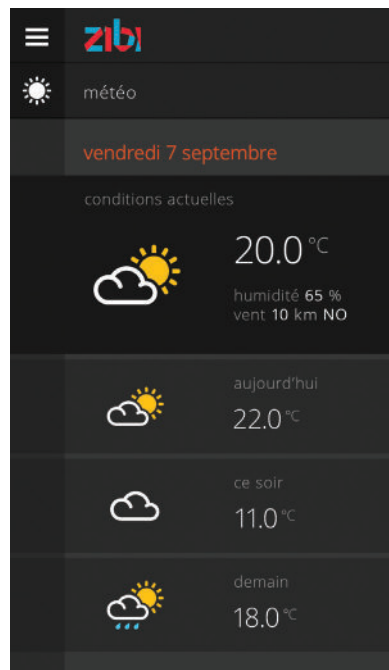 zibi
météo
vendredi 7 septembre
conditions actuelles
20.0 °C
humidité 65 %
vent 10 km NO
aujourd'hui
22.0 °C
ce soir
11.0 °C
demain
18.0 °C